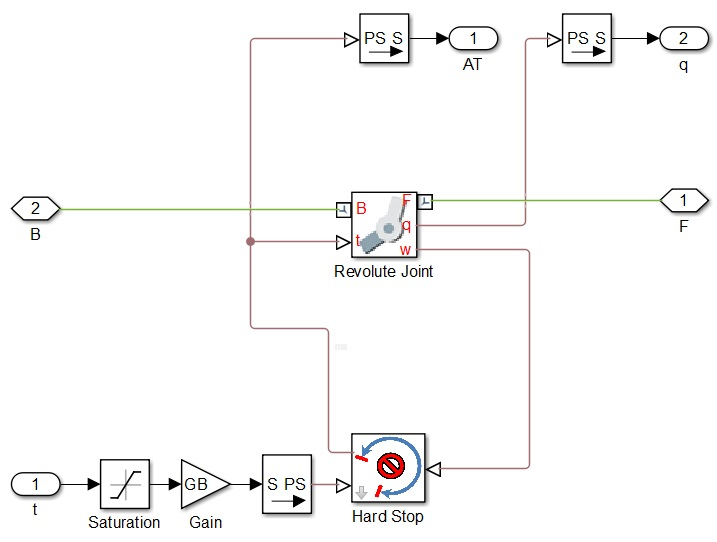 PS S
1
AT
PS S
2
q
2
B
B
F
t
q
w
Revolute Joint
1
F
1
t
Saturation
GB
Gain
S PS
Hard Stop